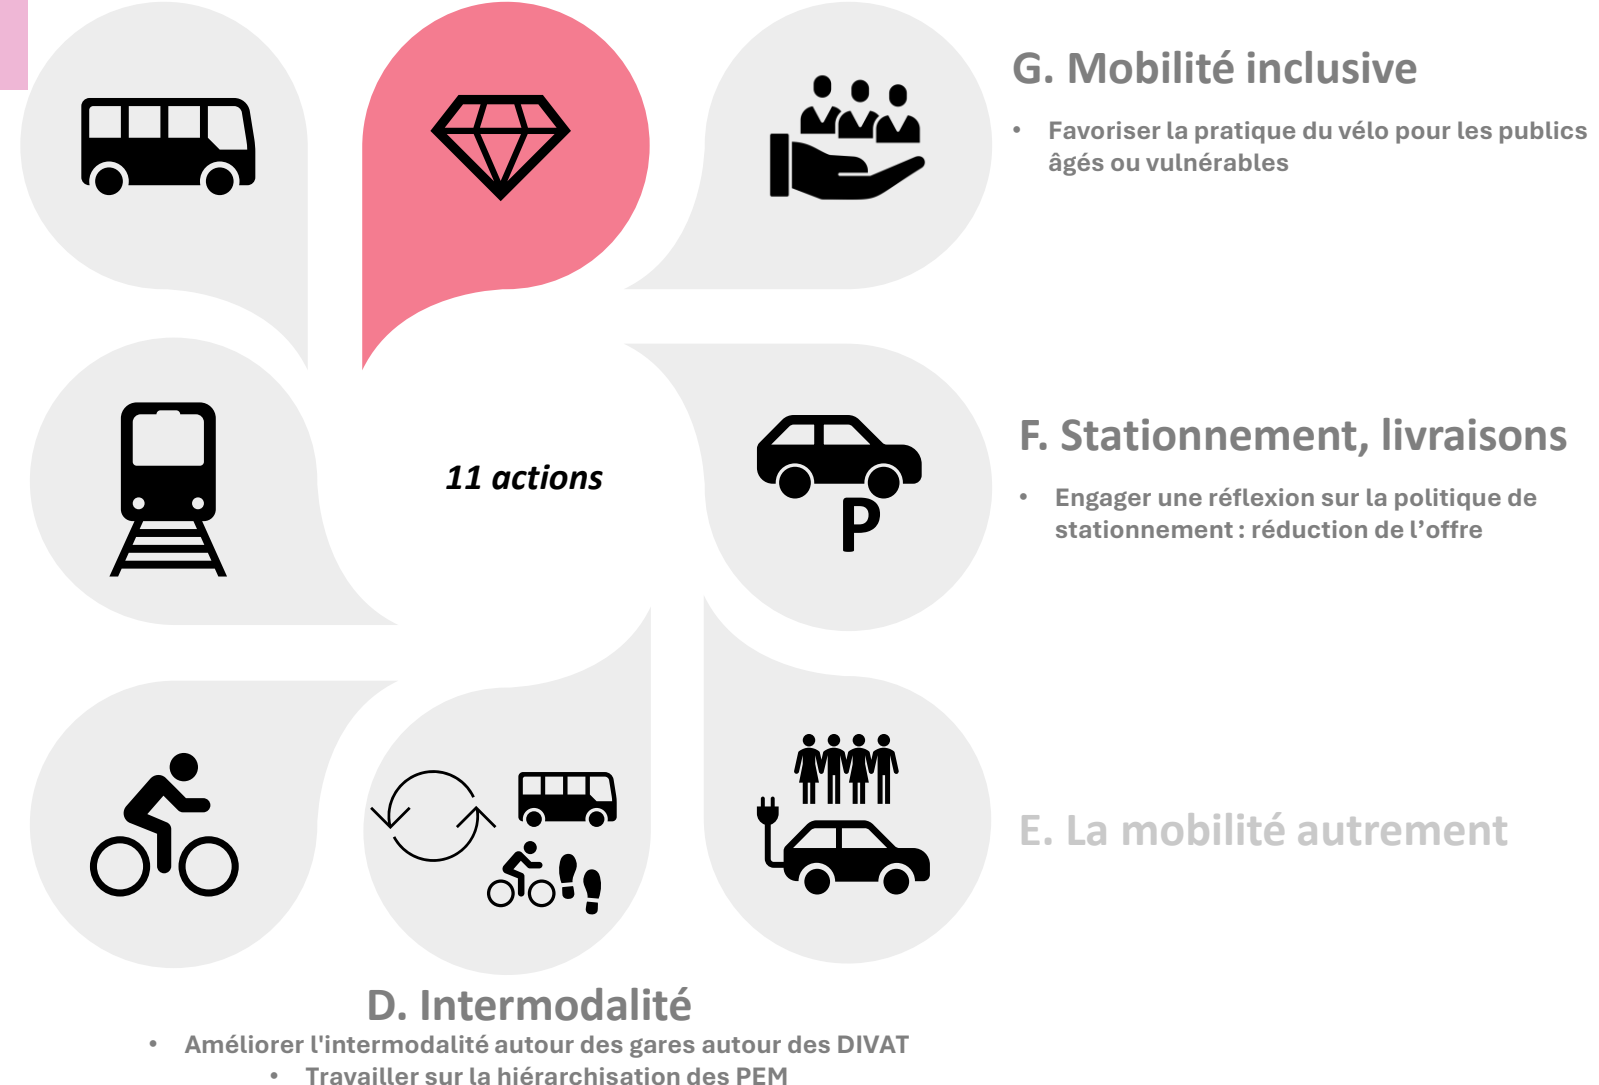 G. Mobilité inclusive
• Favoriser la pratique du vélo pour les publics
âgés ou vulnérables
11 actions
P
F. Stationnement, livraisons
• Engager une réflexion sur la politique de
stationnement : réduction de l’offre
E. La mobilité autrement
D. Intermodalité
• Améliorer l'intermodalité autour des gares autour des DIVAT
• Travailler sur la hiérarchisation des PEM